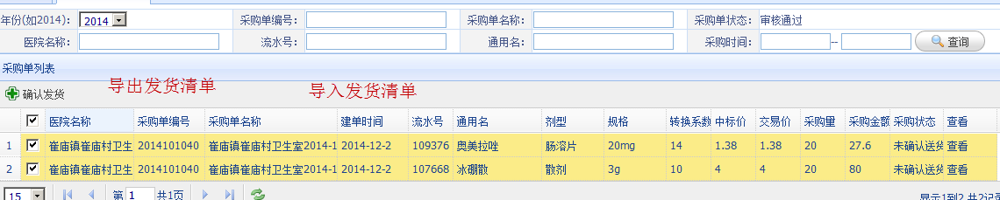 年份(如2014): 2014 采购单编号: 采购单名称: 采购单状态: 审核通过
医院名称: 流水号: 通用名: 采购时间: -- 查询
采购单列表
确认发货 导出发货清单 导入发货清单
医院名称 采购单编号 采购单名称 建单时间 流水号 通用名 剂型 规格 转换系数 中标价 交易价 采购量 采购金额 采购状态 查看
1 崔庙镇崔庙村卫生 2014101040 崔庙镇崔庙村卫生室2014-1 2014-12-2 109376 奥美拉唑 肠溶片 20mg 14 1.38 1.38 20 27.6 未确认送货 查看
2 崔庙镇崔庙村卫生 2014101040 崔庙镇崔庙村卫生室2014-1 2014-12-2 107668 冰硼散 散剂 3g 10 4 4 20 80 未确认送货 查看
15 第 1 共1页 显示1到2,共2记录